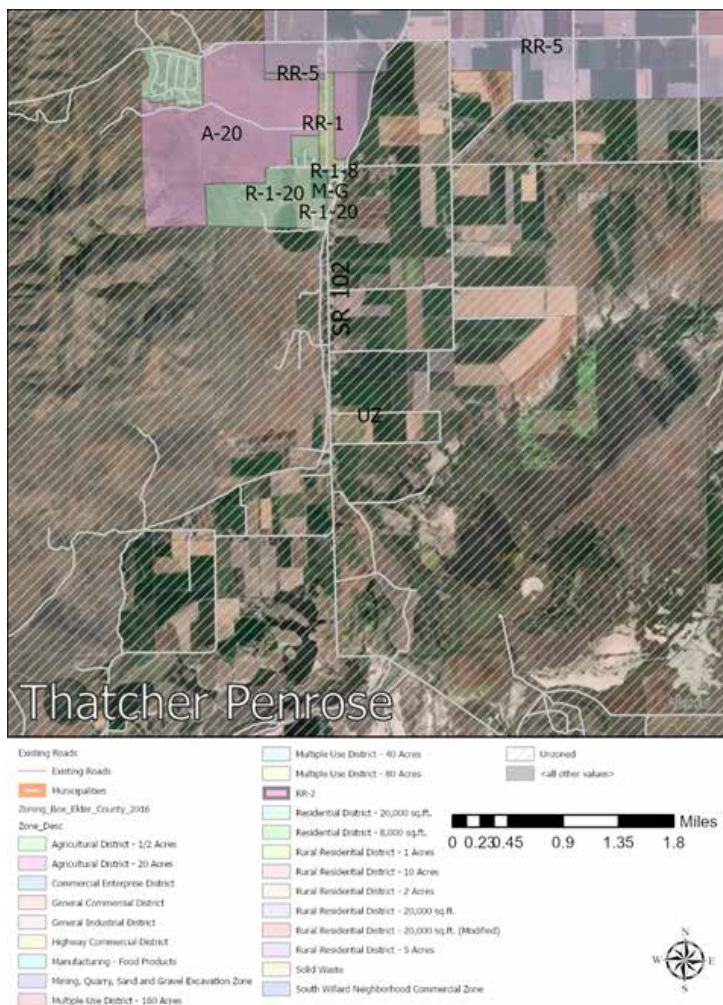 RR-5
RR-5
RR-1
A-20
R-1-8
R-1-20
M-G
R-1-20
SR 102
UZ
Thatcher Penrose
Existing Roads
Existing Roads
Municipalities
Zoning_Box_Elder_County_2016
Zone_Desc
Agricultural District - 1/2 Acres
Agricultural District - 20 Acres
Commercial Enterprise District
General Commercial District
General Industrial District
Highway Commercial District
Manufacturing - Food Products
Mining, Quarry, Sand and Gravel Excavation Zone
Multiple Use District - 160 Acres
Multiple Use District - 40 Acres
Multiple Use District - 80 Acres
RR-2
Residential District - 20,000 sq.ft.
Residential District - 8,000 sq.ft.
Rural Residential District - 1 Acres
Rural Residential District - 10 Acres
Rural Residential District - 2 Acres
Rural Residential District - 20,000 sq.ft.
Rural Residential District - 20,000 sq.ft. (Modified)
Rural Residential District - 5 Acres
Solid Waste
South Willard Neighborhood Commercial Zone
Unzoned
<all other values>
Miles
0 0.23 0.45 0.9 1.35 1.8
N
W E
S